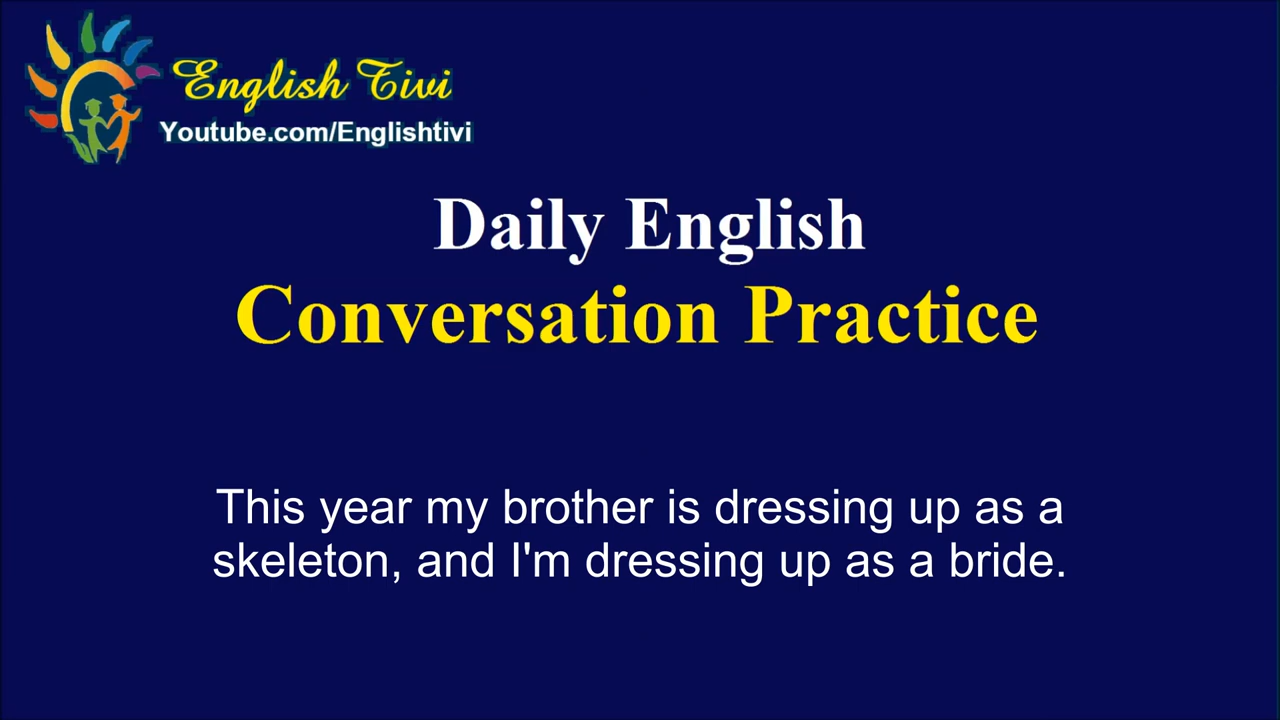 English Tivi
Youtube.com/Englishtivi
Daily English
Conversation Practice
This year my brother is dressing up as a
skeleton, and I'm dressing up as a bride.